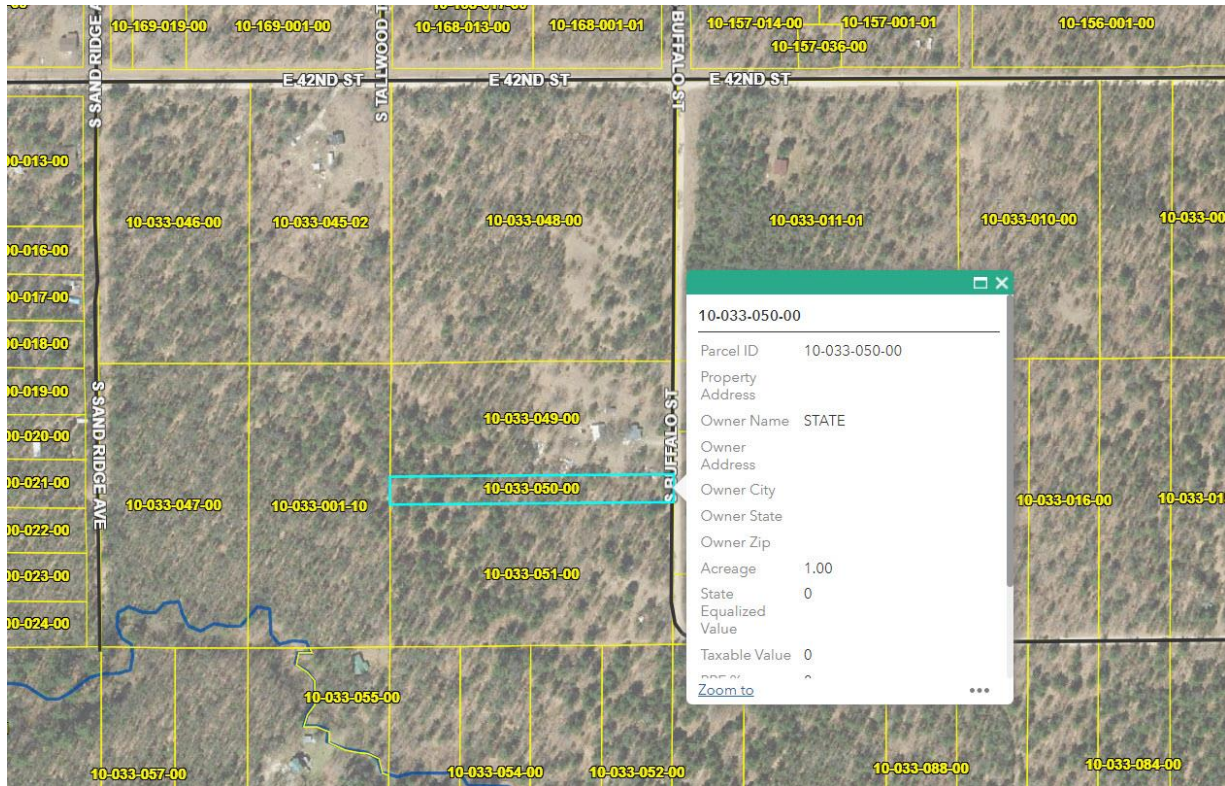 10-169-019-00
10-169-001-00
10-168-013-00
10-168-001-01
10-157-014-00
10-157-001-01
10-157-036-00
10-156-001-00
S SAND RIDGE A
S TALLWOOD T
BUFFALO ST
E 42ND ST
E 42ND ST
E 42ND ST
00-013-00
10-033-046-00
10-033-045-02
10-033-048-00
10-033-011-01
10-033-010-00
10-033-00
00-016-00
00-017-00
00-018-00
00-019-00
00-020-00
00-021-00
00-022-00
00-023-00
00-024-00
S SAND RIDGE AVE
10-033-049-00
S BUFFALO ST
10-033-050-00
10-033-047-00
10-033-001-10
10-033-051-00
10-033-016-00
10-033-01
10-033-055-00
10-033-057-00
10-033-054-00
10-033-052-00
10-033-088-00
10-033-084-00
10-033-050-00
Parcel ID 10-033-050-00
Property
Address
Owner Name STATE
Owner
Address
Owner City
Owner State
Owner Zip
Acreage 1.00
State 0
Equalized
Value
Taxable Value 0
Zoom to